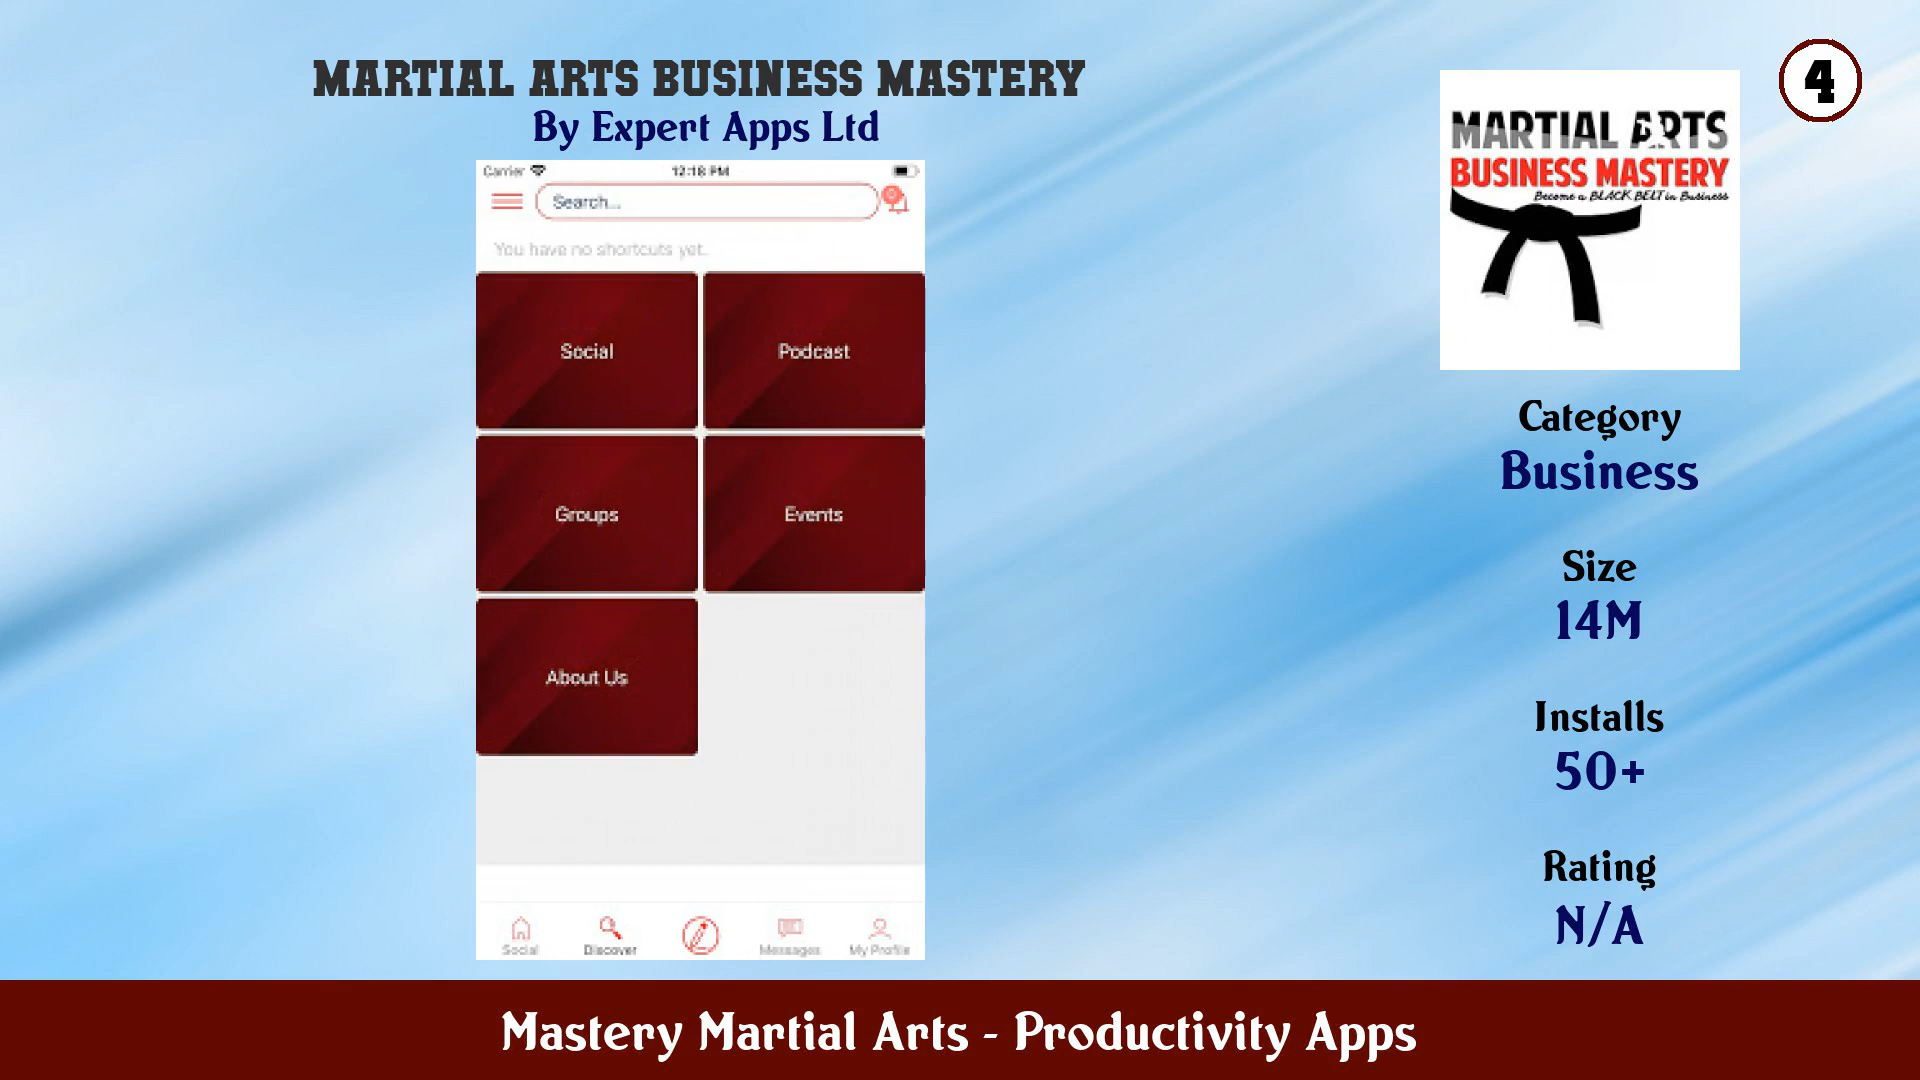 MARTIAL ARTS BUSINESS MASTERY
By Expert Apps Ltd
4
Carrier 12:18 PM
Search...
You have no shortcuts yet.
Social Podcast
Groups Events
About Us
Social Discover Messages My Profile
MARTIAL ARTS
BUSINESS MASTERY
Become a BLACK BELT in Business
Category
Business
Size
14M
Installs
50+
Rating
N/A
Mastery Martial Arts - Productivity Apps